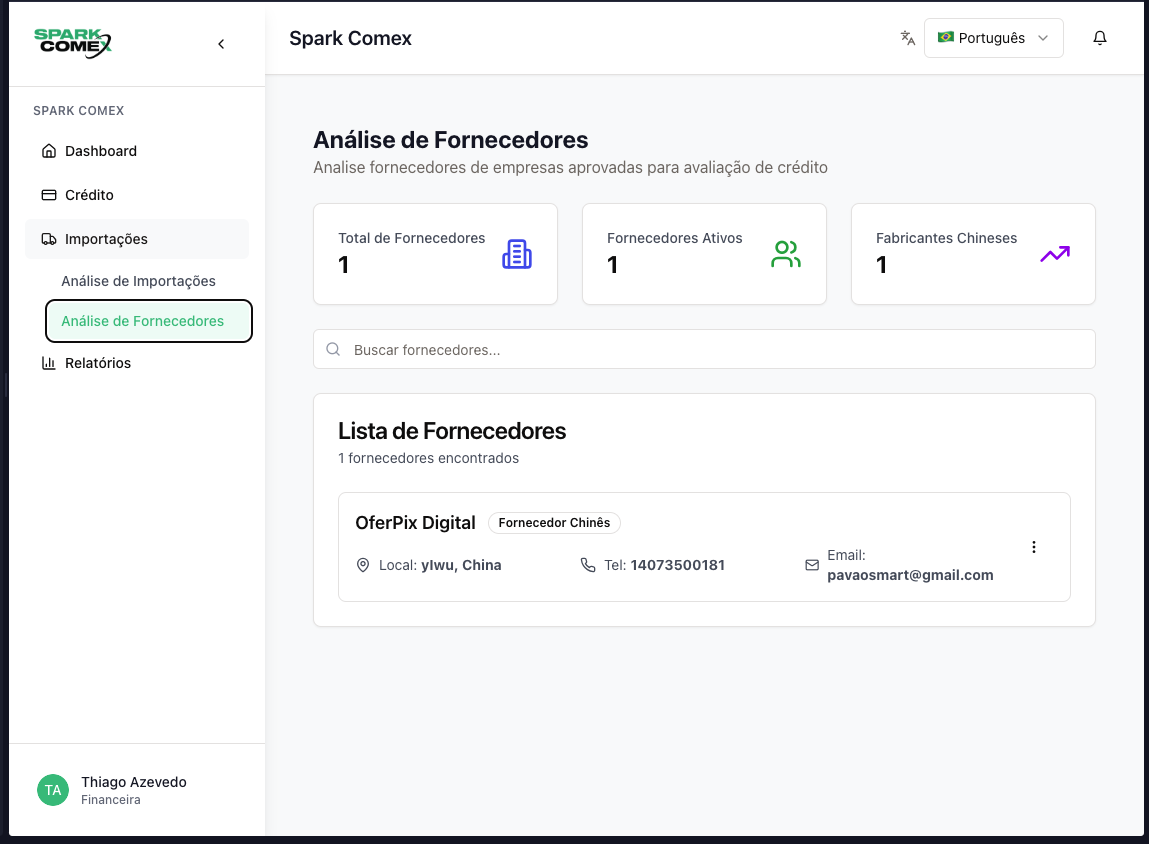 SPARK
COMEX
Spark Comex
Português
SPARK COMEX
Dashboard
Crédito
Importações
Análise de Importações
Análise de Fornecedores
Relatórios
Análise de Fornecedores
Analise fornecedores de empresas aprovadas para avaliação de crédito
Total de Fornecedores
1
Fornecedores Ativos
1
Fabricantes Chineses
1
Buscar fornecedores...
Lista de Fornecedores
1 fornecedores encontrados
OferPix Digital
Fornecedor Chinês
Local: yIwu, China
Tel: 14073500181
Email:
pavaosmart@gmail.com
TA
Thiago Azevedo
Financeira